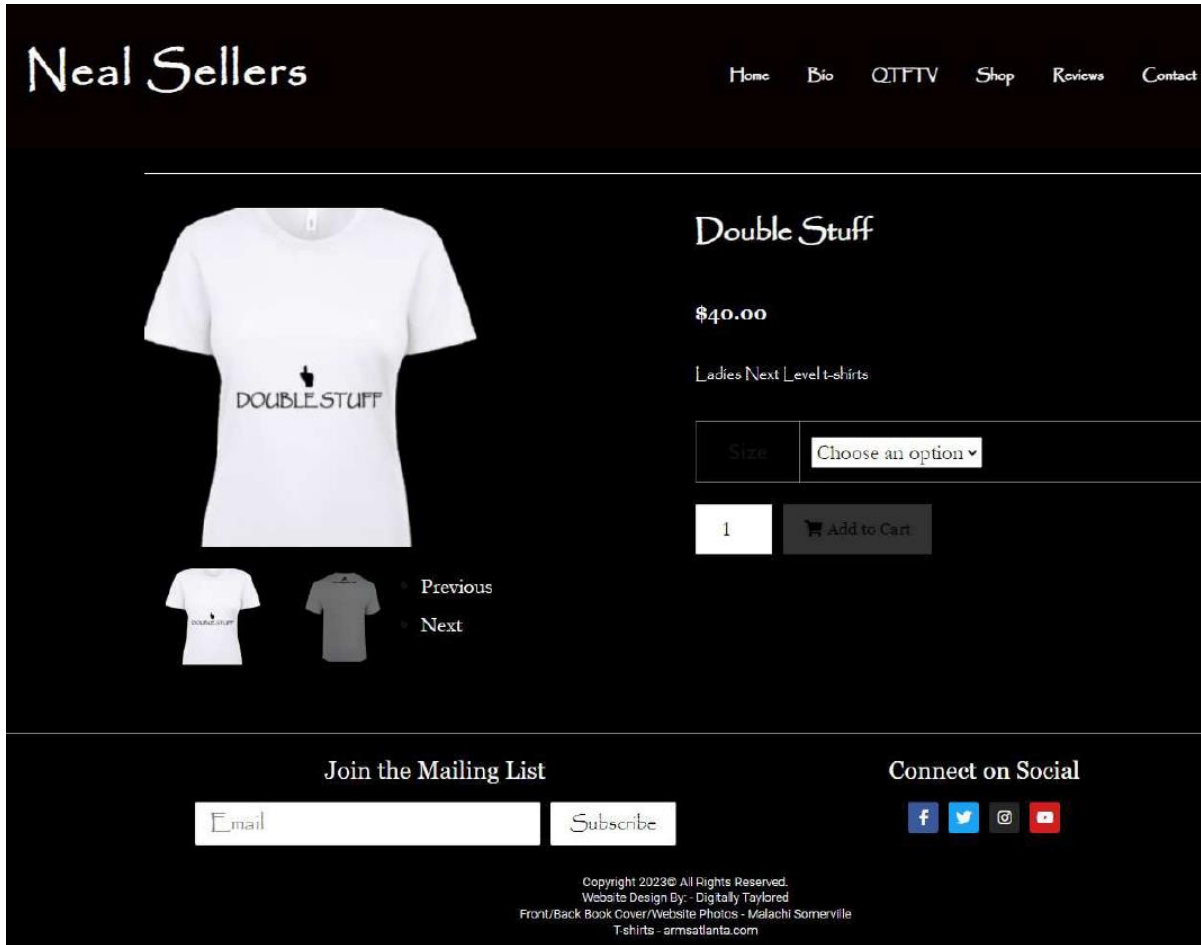 Neal Sellers
Home Bio QTFTV Shop Reviews Contact
DOUBLE STUFF
Double Stuff
$40.00
Ladies Next Level t-shirts
Size Choose an option
1 Add to Cart
DOUBLE STUFF
Previous
Next
Join the Mailing List
Email Subscribe
Connect on Social
Copyright 2023© All Rights Reserved.
Website Design By: - Digitally Taylored
Front/Back Book Cover/Website Photos - Malachi Somerville
T-shirts - armsatlanta.com